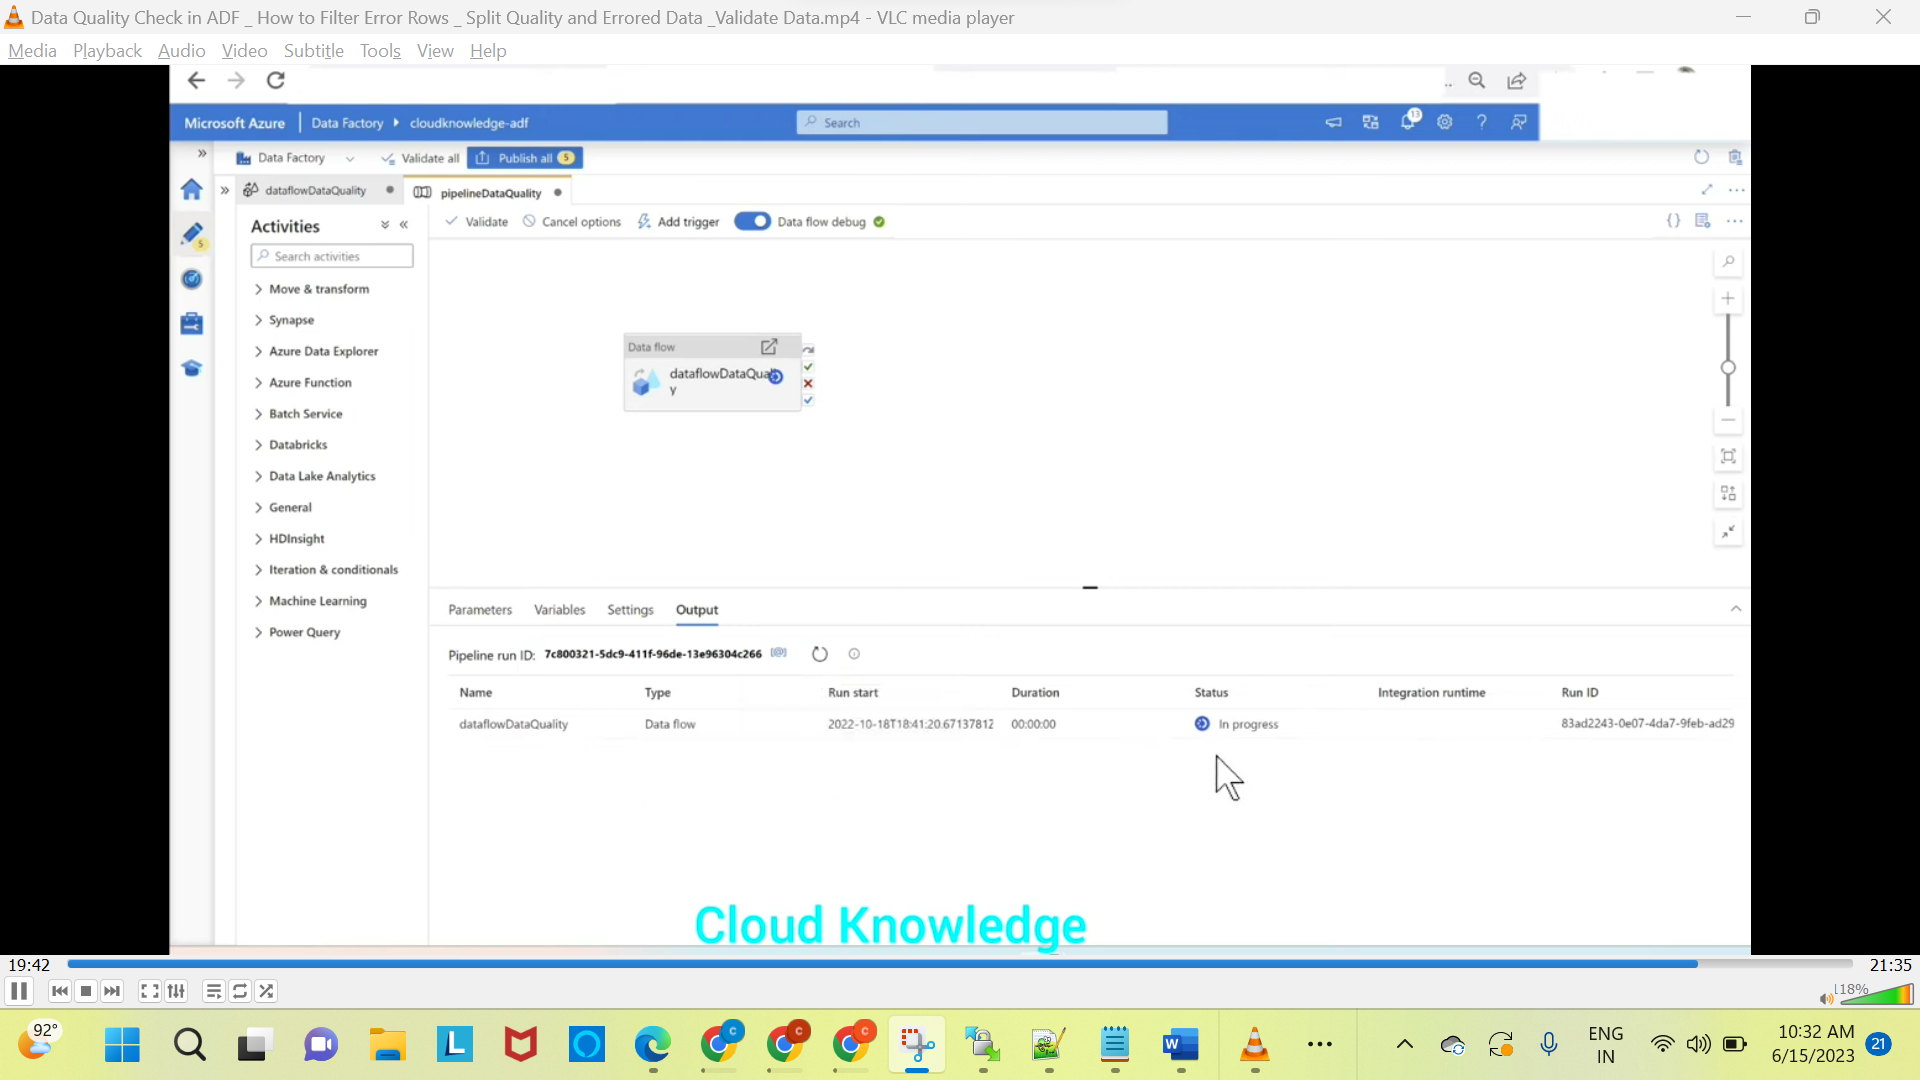 Data Quality Check in ADF _ How to Filter Error Rows _ Split Quality and Errored Data _Validate Data.mp4 - VLC media player
Media Playback Audio Video Subtitle Tools View Help
Microsoft Azure Data Factory cloudknowledge-adf Search 13
Data Factory Validate all Publish all 5
dataflowDataQuality pipelineDataQuality
Activities
Validate Cancel options Add trigger Data flow debug
5
Search activities
Move & transform
Synapse
Azure Data Explorer
Azure Function
Batch Service
Databricks
Data Lake Analytics
General
HDInsight
Iteration & conditionals
Machine Learning
Power Query
Data flow
dataflowDataQualit
y
Parameters Variables Settings Output
Pipeline run ID: 7c800321-5dc9-411f-96de-13e96304c266
Name Type Run start Duration Status Integration runtime Run ID
dataflowDataQuality Data flow 2022-10-18T18:41:20.67137812 00:00:00 In progress 83ad2243-0e07-4da7-9feb-ad29
Cloud Knowledge
19:42 21:35
118%
92° ENG 10:32 AM
IN 6/15/2023 21